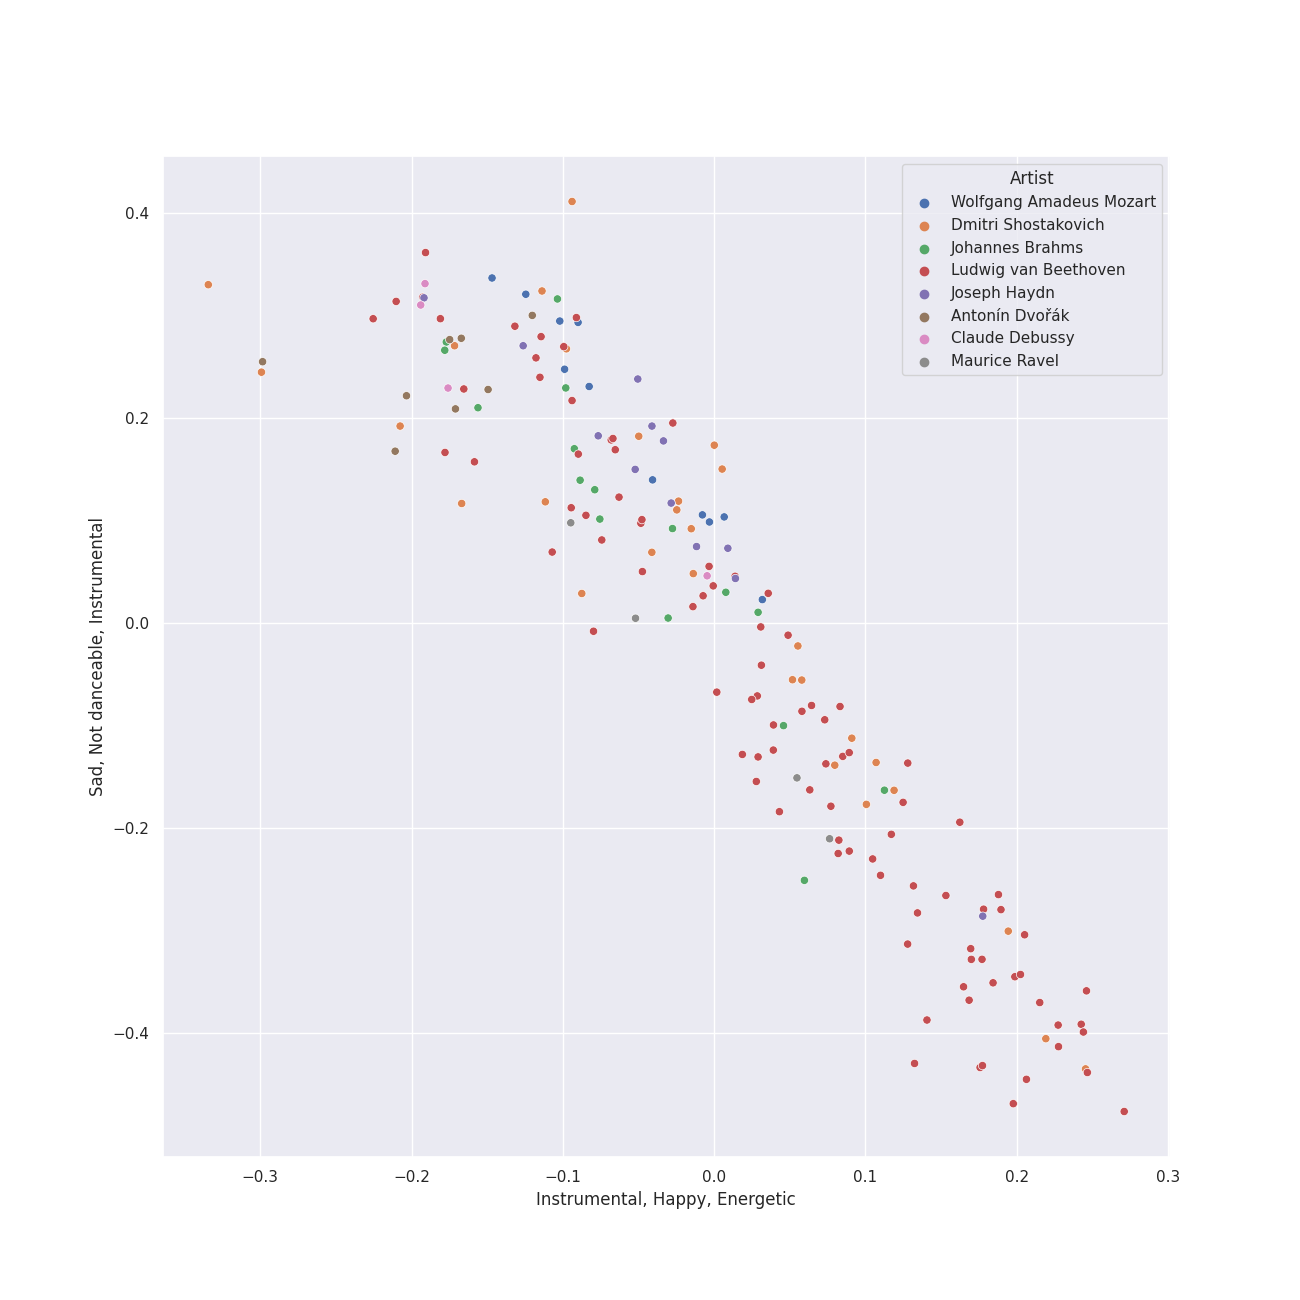 Artist
Wolfgang Amadeus Mozart
Dmitri Shostakovich
Johannes Brahms
Ludwig van Beethoven
Joseph Haydn
Antonín Dvořák
Claude Debussy
Maurice Ravel
0.4
0.2
0.0
−0.2
−0.4
Sad, Not danceable, Instrumental
−0.3 −0.2 −0.1 0.0 0.1 0.2 0.3
Instrumental, Happy, Energetic